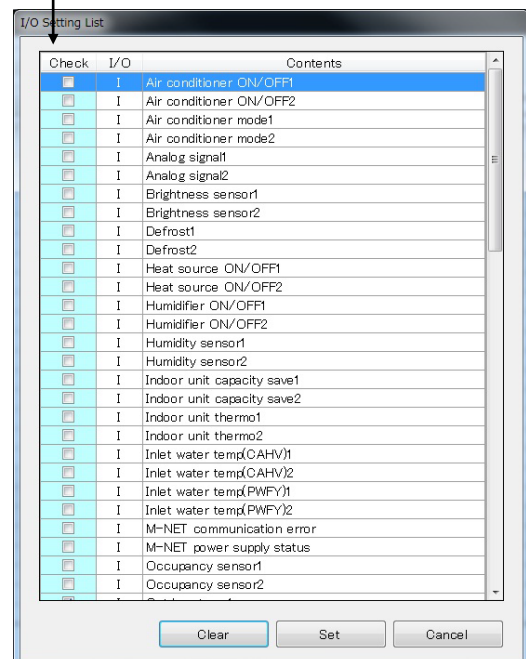 I/O Setting List
Check I/O Contents
I Air conditioner ON/OFF1
I Air conditioner ON/OFF2
I Air conditioner mode1
I Air conditioner mode2
I Analog signal1
I Analog signal2
I Brightness sensor1
I Brightness sensor2
I Defrost1
I Defrost2
I Heat source ON/OFF1
I Heat source ON/OFF2
I Humidifier ON/OFF1
I Humidifier ON/OFF2
I Humidity sensor1
I Humidity sensor2
I Indoor unit capacity save1
I Indoor unit capacity save2
I Indoor unit thermo1
I Indoor unit thermo2
I Inlet water temp(CAHV)1
I Inlet water temp(CAHV)2
I Inlet water temp(PWFY)1
I Inlet water temp(PWFY)2
I M-NET communication error
I M-NET power supply status
I Occupancy sensor1
I Occupancy sensor2
Clear Set Cancel